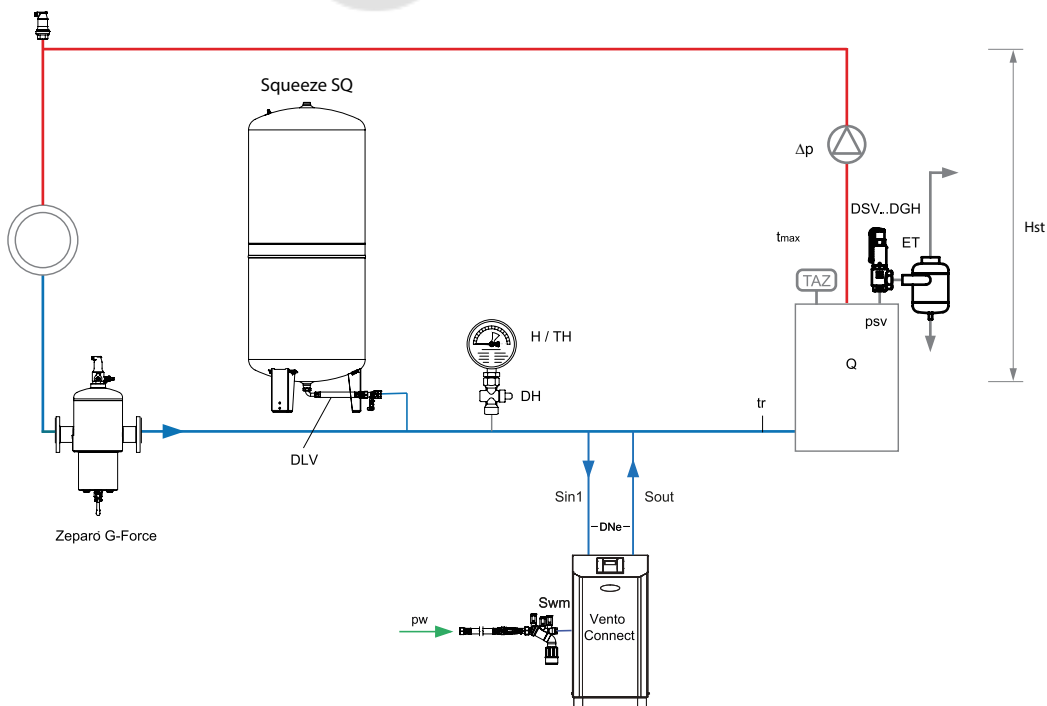 Squeeze SQ
Δp
DSV...DGH
Hst
tmax
ET
TAZ
psv
H / TH
Q
DH
tr
DLV
Sin1
Sout
DNe
Zeparo G-Force
Swm
pw
Vento
Connect